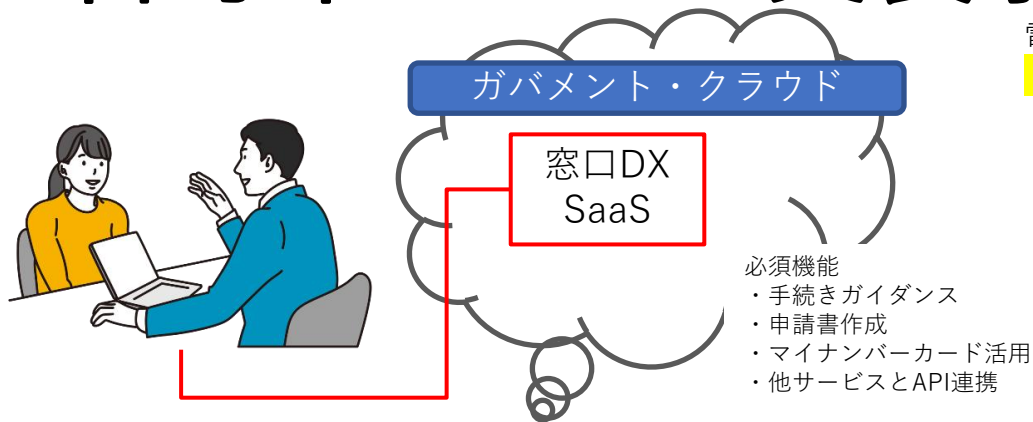 ガバメント・クラウド
窓口DX
SaaS
必須機能
・手続きガイダンス
・申請書作成
・マイナンバーカード活用
・他サービスとAPI連携